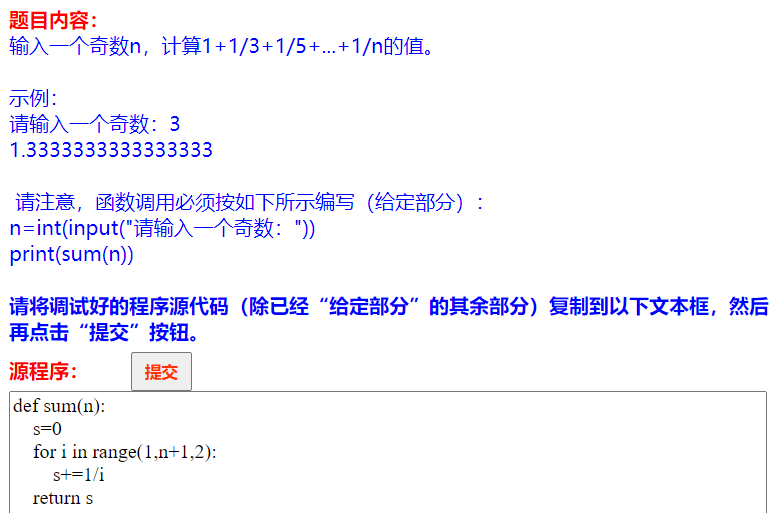 题目内容：
输入一个奇数n，计算1+1/3+1/5+...+1/n的值。
示例：
请输入一个奇数：3
1.3333333333333333
请注意，函数调用必须按如下所示编写（给定部分）：
n=int(input("请输入一个奇数："))
print(sum(n))
请将调试好的程序源代码（除已经“给定部分”的其余部分）复制到以下文本框，然后
再点击“提交”按钮。
源程序： 提交
def sum(n):
    s=0
    for i in range(1,n+1,2):
        s+=1/i
    return s